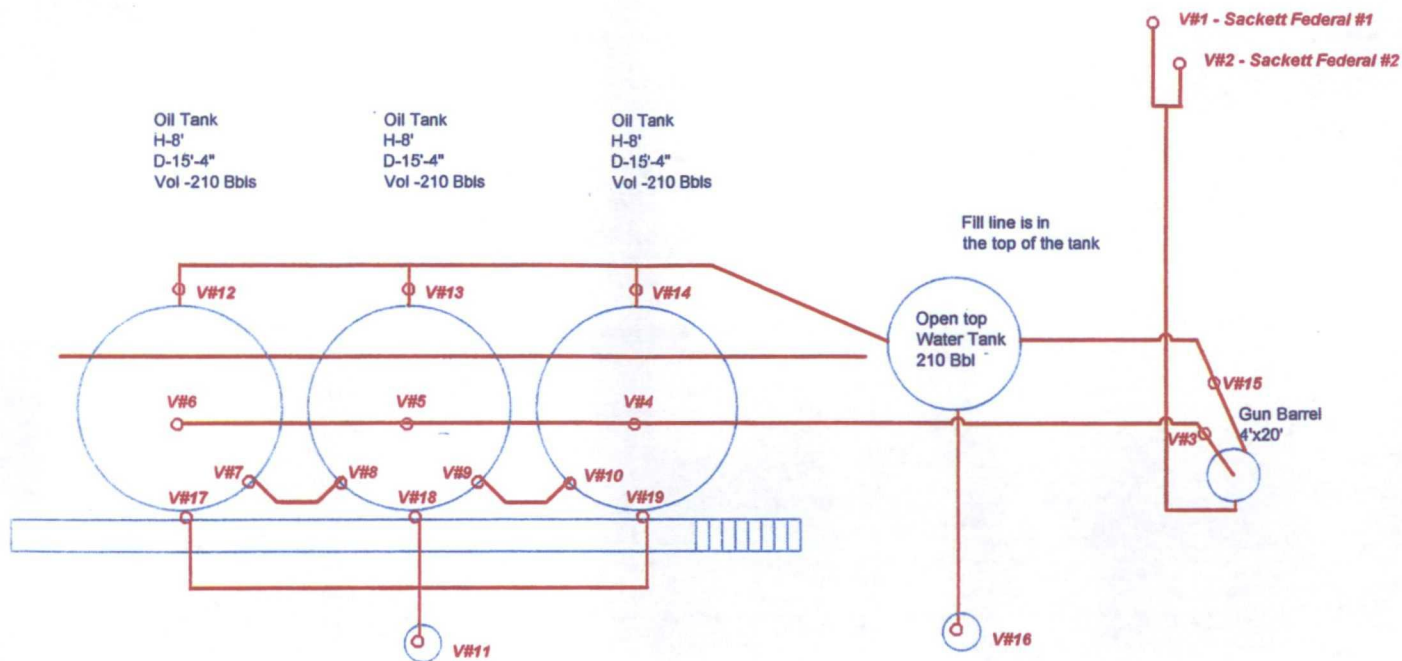 V#1 - Sackett Federal #1
V#2 - Sackett Federal #2
Oil Tank
H-8'
D-15'-4"
Vol -210 Bbls
Oil Tank
H-8'
D-15'-4"
Vol -210 Bbls
Oil Tank
H-8'
D-15'-4"
Vol -210 Bbls
Fill line is in
the top of the tank
V#12
V#13
V#14
Open top
Water Tank
210 Bbl
V#15
V#6
V#5
V#4
Gun Barrel
4'x20'
V#3
V#7
V#8
V#9
V#10
V#17
V#18
V#19
V#11
V#16